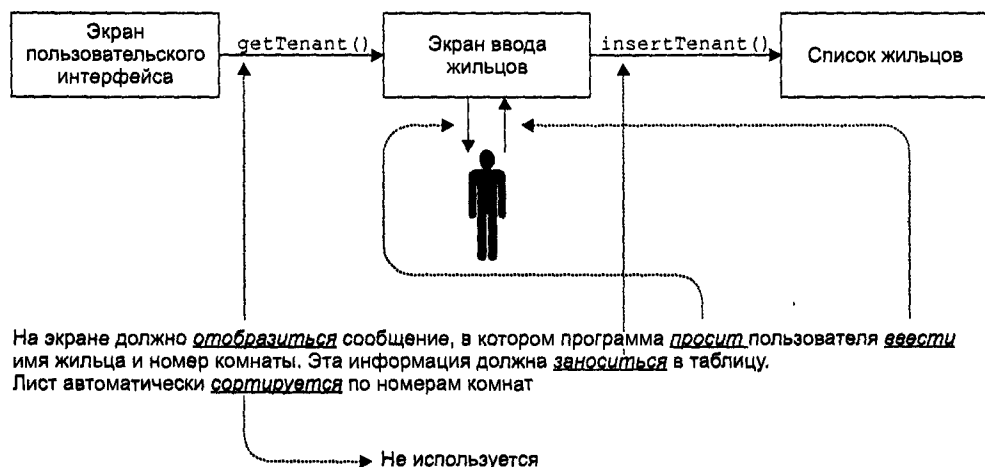 Экран
пользовательского
интерфейса
getTenant()
Экран ввода
жильцов
insertTenant()
Список жильцов
На экране должно отобразиться сообщение, в котором программа просит пользователя ввести
имя жильца и номер комнаты. Эта информация должна заноситься в таблицу.
Лист автоматически сортируется по номерам комнат
Не используется